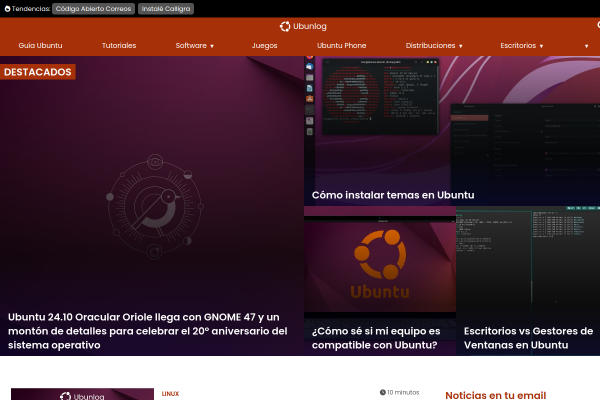 Tendencias: Código Abierto Correos Instalé Calligra
Ubunlog
Guía Ubuntu Tutoriales Software Juegos Ubuntu Phone Distribuciones Escritorios
DESTACADOS
Cómo instalar temas en Ubuntu
Ubuntu
Ubuntu 24.10 Oracular Oriole llega con GNOME 47 y un
montón de detalles para celebrar el 20º aniversario del
sistema operativo
¿Cómo sé si mi equipo es
compatible con Ubuntu?
Escritorios vs Gestores de
Ventanas en Ubuntu
Ubunlog
LINUX
10 minutos
Noticias en tu email